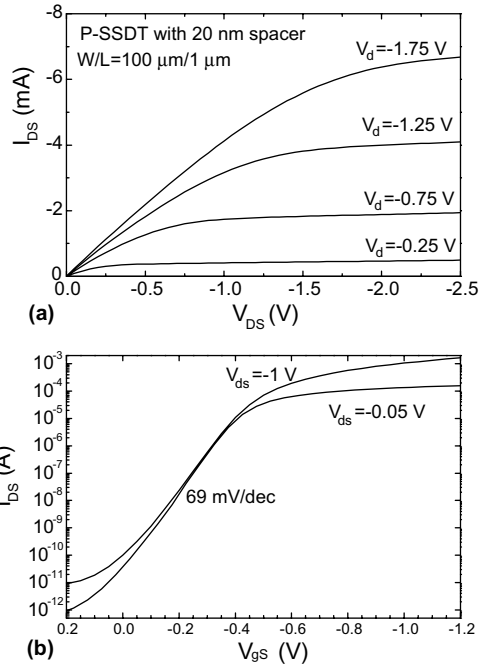 P-SSDT with 20 nm spacer
W/L=100 μm/1 μm
V_d=-1.75 V
V_d=-1.25 V
V_d=-0.75 V
V_d=-0.25 V
I_DS (mA)
-8
-6
-4
-2
0
0.0 -0.5 -1.0 -1.5 -2.0 -2.5
V_DS (V)
(a)
V_ds=-1 V
V_ds=-0.05 V
69 mV/dec
I_DS (A)
10^-3
10^-4
10^-5
10^-6
10^-7
10^-8
10^-9
10^-10
10^-11
10^-12
0.2 0.0 -0.2 -0.4 -0.6 -0.8 -1.0 -1.2
V_gS (V)
(b)